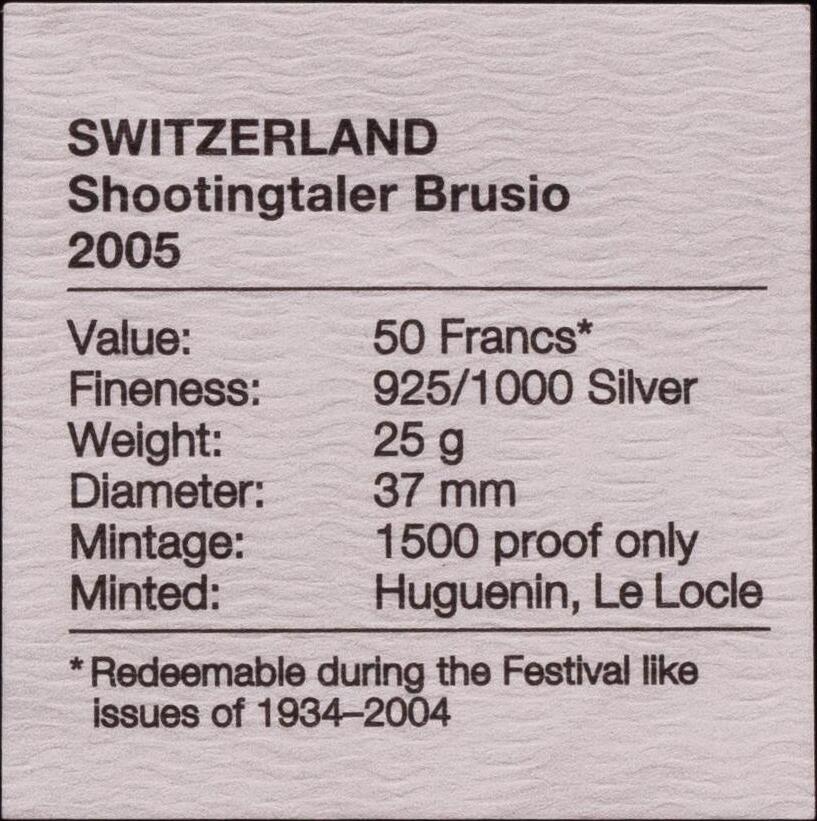 SWITZERLAND
Shootingtaler Brusio
2005
Value: 50 Francs*
Fineness: 925/1000 Silver
Weight: 25 g
Diameter: 37 mm
Mintage: 1500 proof only
Minted: Huguenin, Le Locle
* Redeemable during the Festival like
issues of 1934–2004